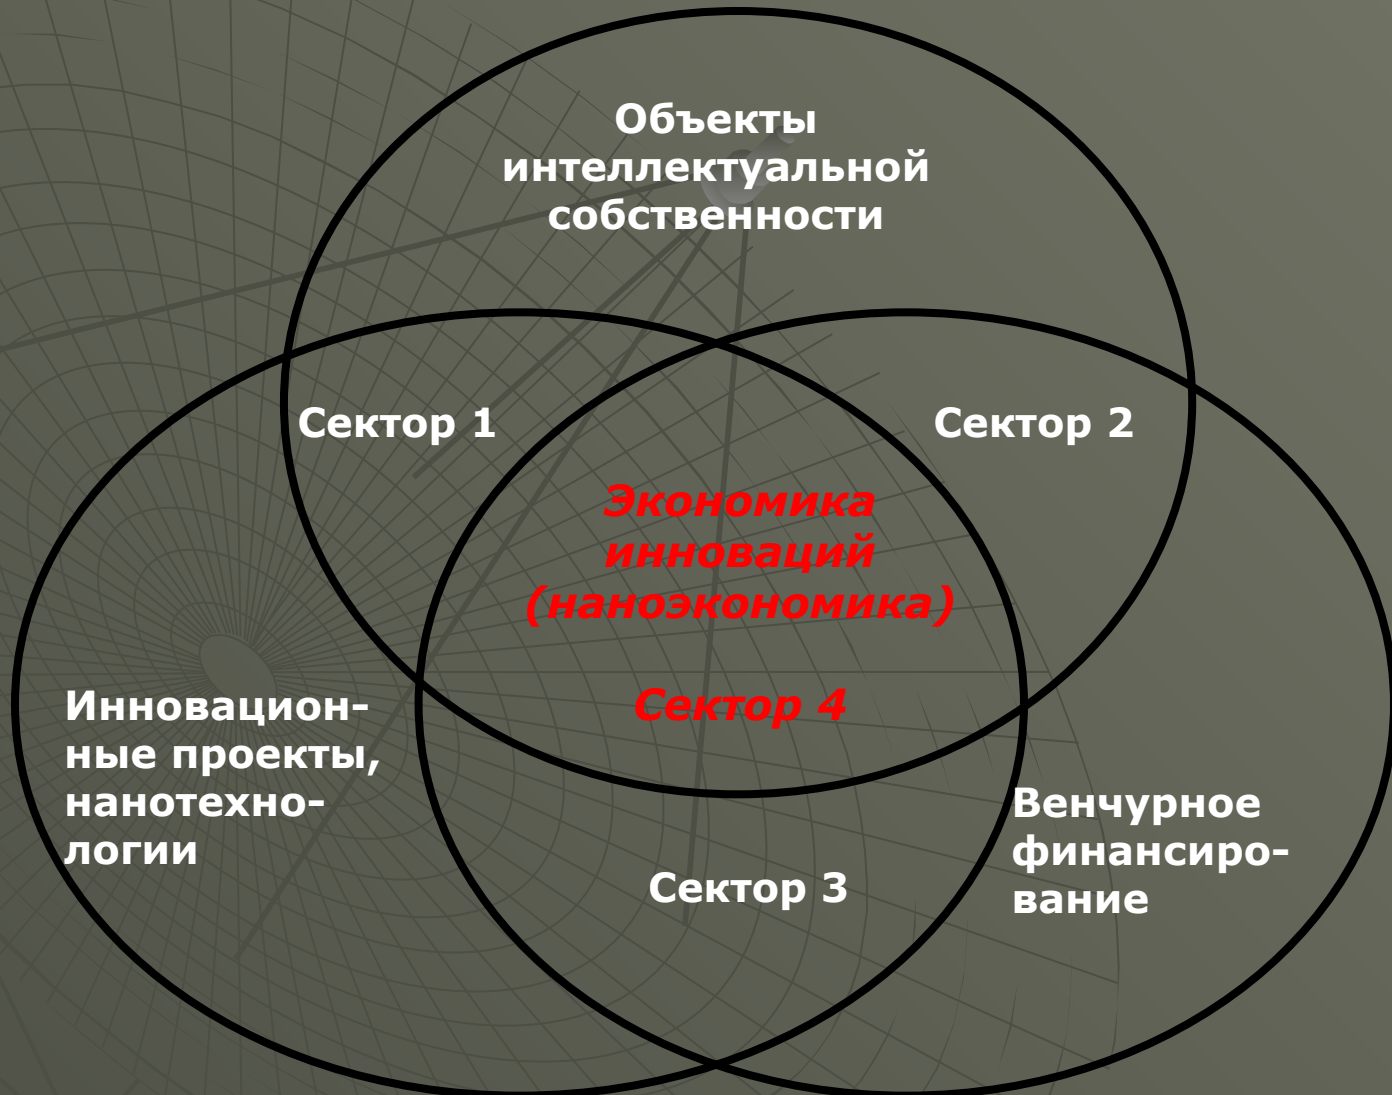 Объекты
интеллектуальной
собственности
Сектор 1
Сектор 2
Экономика
инноваций
(наноэкономика)
Сектор 4
Инновацион-
ные проекты,
нанотехно-
логии
Венчурное
финансиро-
вание
Сектор 3